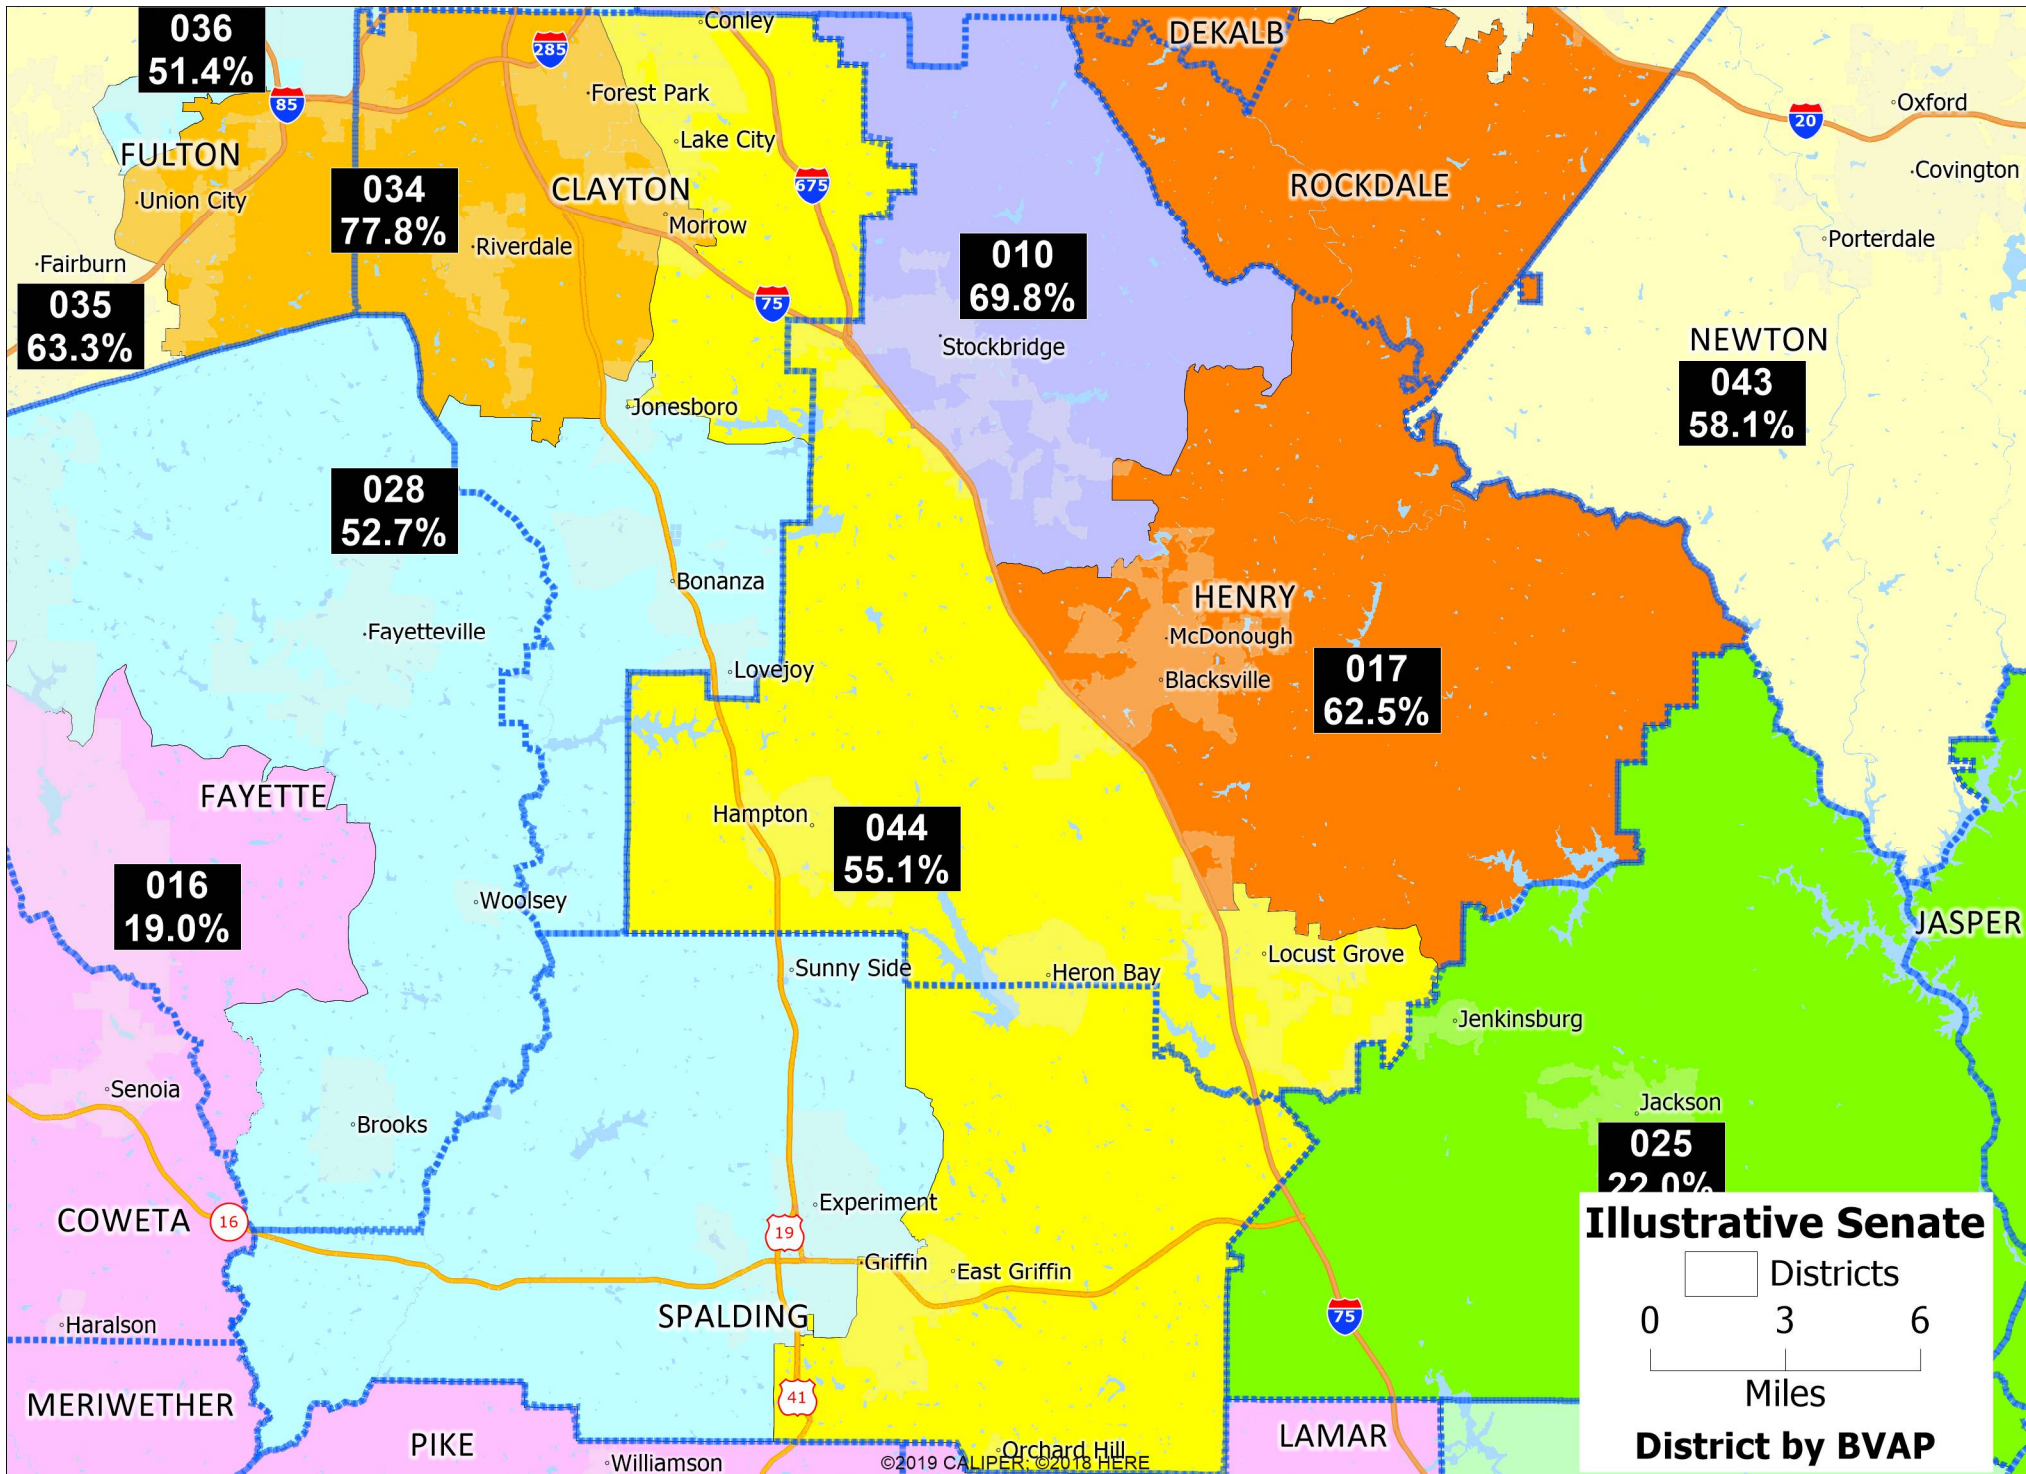 036
51.4%
Conley
DEKALB
285
85
Forest Park
Oxford
20
FULTON
Lake City
Covington
034
77.8%
CLAYTON
675
ROCKDALE
Union City
Morrow
Riverdale
010
69.8%
Porterdale
Fairburn
035
63.3%
75
Stockbridge
NEWTON
043
58.1%
Jonesboro
028
52.7%
Bonanza
HENRY
Fayetteville
McDonough
Lovejoy
Blacksville
017
62.5%
FAYETTE
Hampton
044
55.1%
016
19.0%
Woolsey
JASPER
Locust Grove
Sunny Side
Heron Bay
Jenkinsburg
Senoia
Brooks
Jackson
025
22.0%
Experiment
COWETA
16
19
Griffin
East Griffin
Illustrative Senate
Districts
SPALDING
75
0 3 6
Haralson
Miles
41
MERIWETHER
PIKE
LAMAR
District by BVAP
Orchard Hill
Williamson
©2019 CALIPER; ©2018 HERE